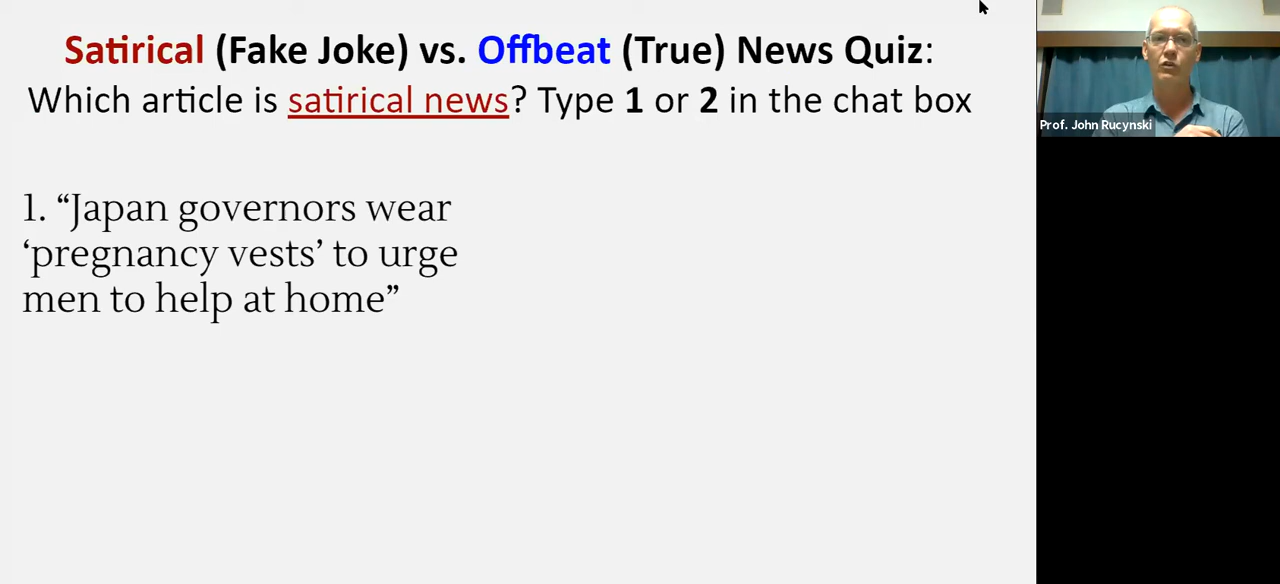 Satirical (Fake Joke) vs. Offbeat (True) News Quiz:
Which article is satirical news? Type 1 or 2 in the chat box
Prof. John Rucynski
1. “Japan governors wear
‘pregnancy vests’ to urge
men to help at home”